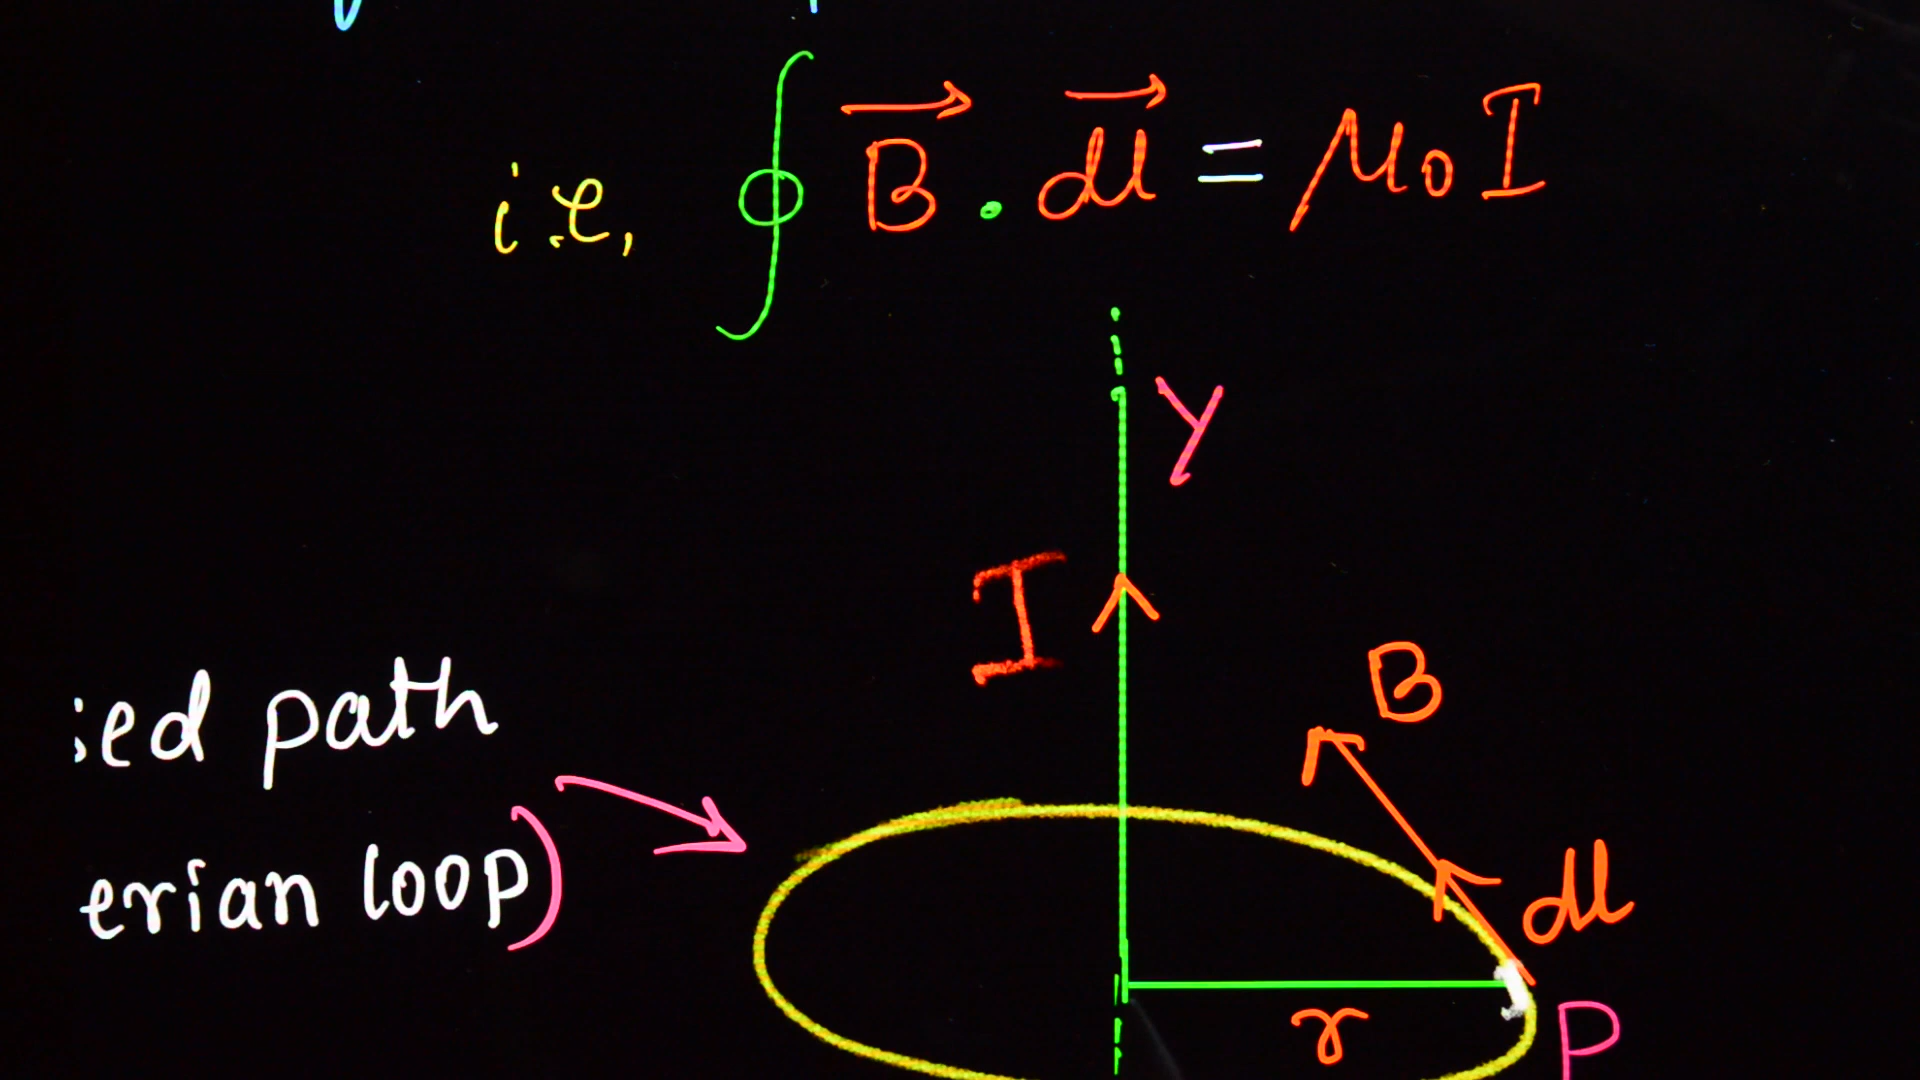 i.e, ∮ B⃗ . dl⃗ = μ₀I
Y
I
B
ed path
erian loop)
dl
r
P